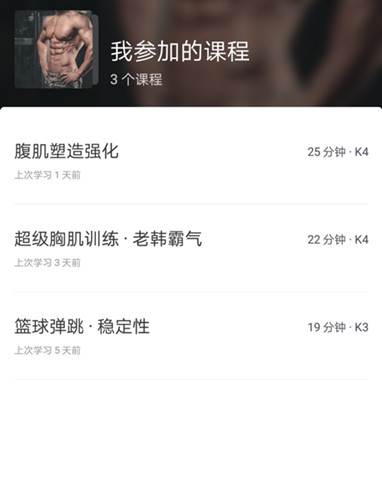 我参加的课程
3 个课程
腹肌塑造强化
25 分钟 · K4
上次学习 1 天前
超级胸肌训练 · 老韩霸气
22 分钟 · K4
上次学习 3 天前
篮球弹跳 · 稳定性
19 分钟 · K3
上次学习 5 天前